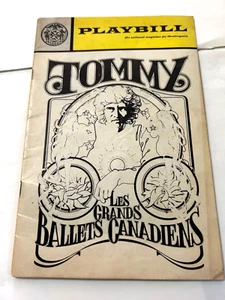 PLAYBILL
the national magazine for theatregoers
TOMMY
LES
GRANDS
BALLETS CANADIENS